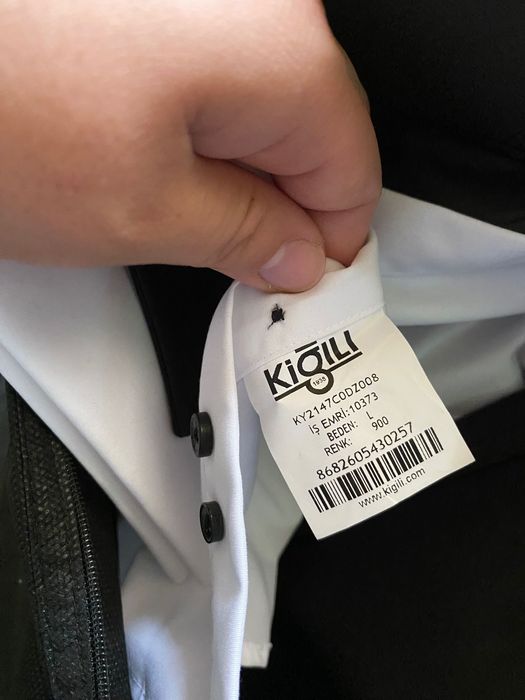 KiğILI
1938
KY2147C0DZ008
İŞ EMRİ:10373
BEDEN: L
RENK: 900
8682605430257
www.kigili.com